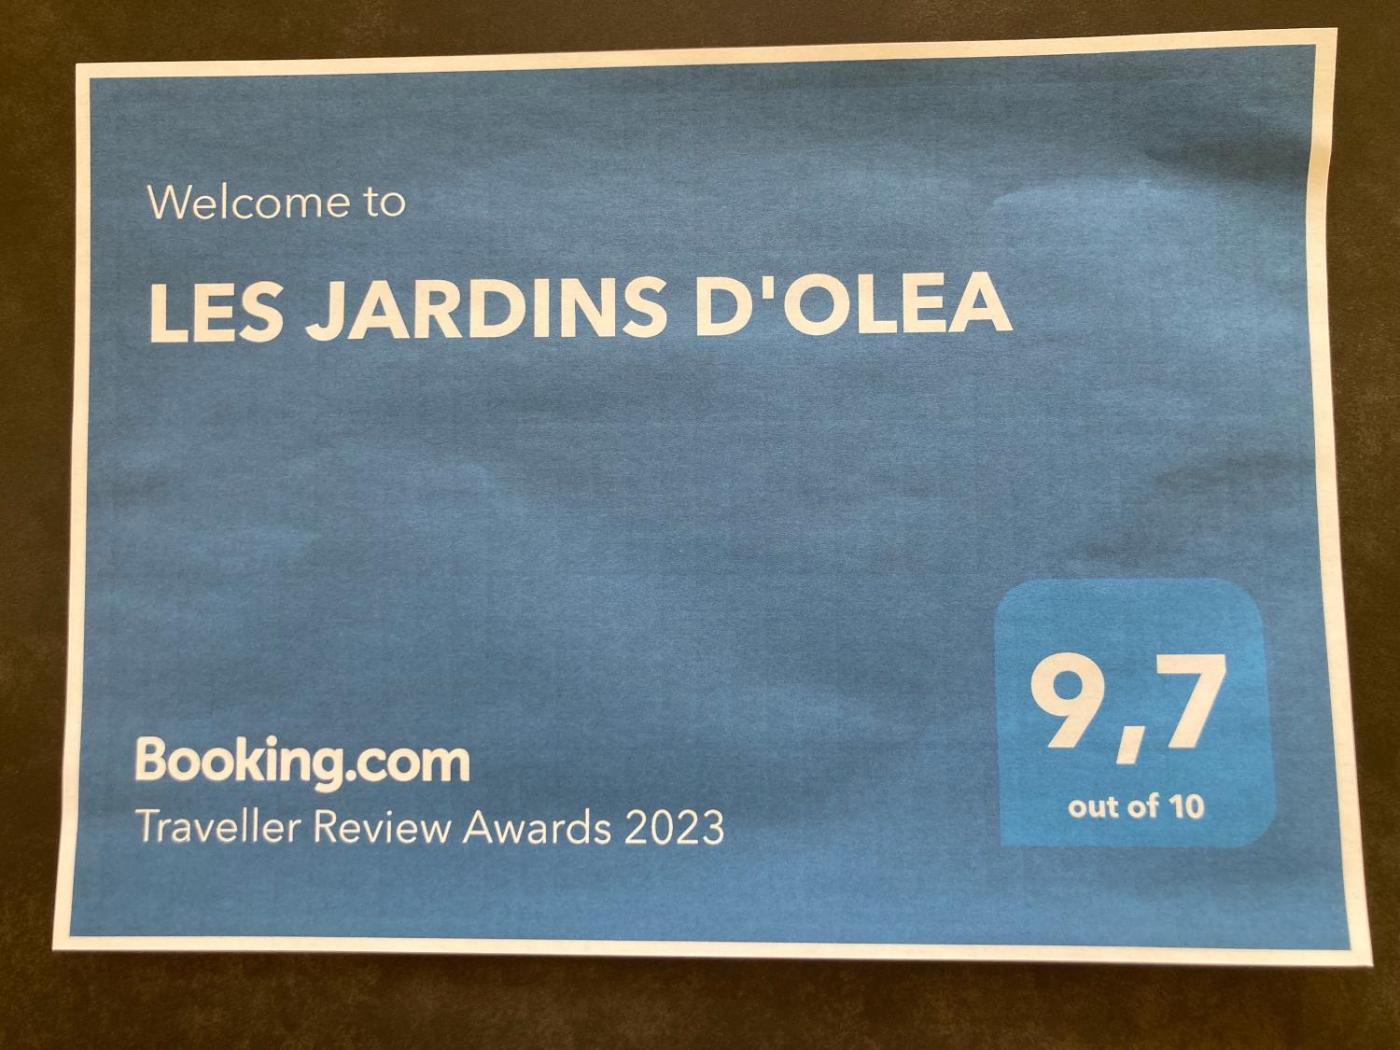 Welcome to
LES JARDINS D'OLEA
9,7
out of 10
Booking.com
Traveller Review Awards 2023